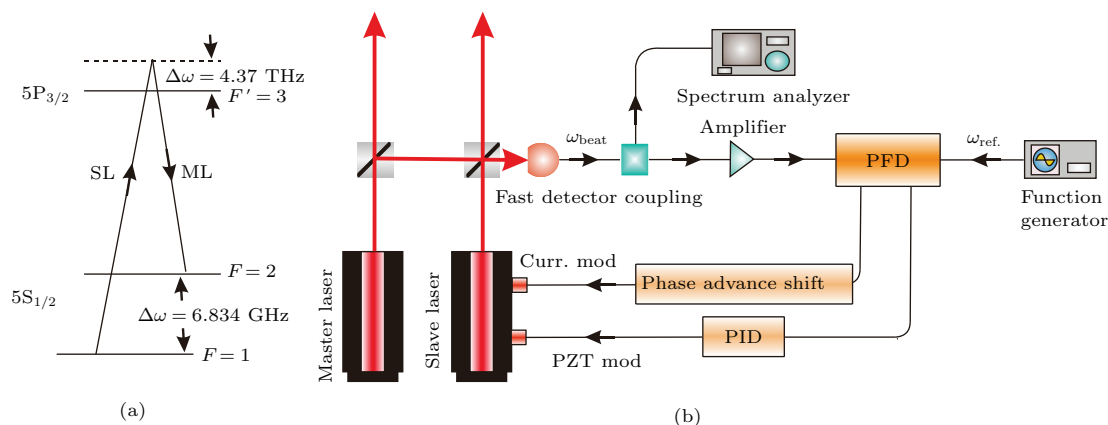 Δω = 4.37 THz
5P3/2
F′ = 3
SL
ML
F = 2
5S1/2
Δω = 6.834 GHz
F = 1
(a)
Spectrum analyzer
Amplifier
ωbeat
PFD
ωref.
Fast detector coupling
Function
generator
Curr. mod
Phase advance shift
Master laser
Slave laser
PID
PZT mod
(b)